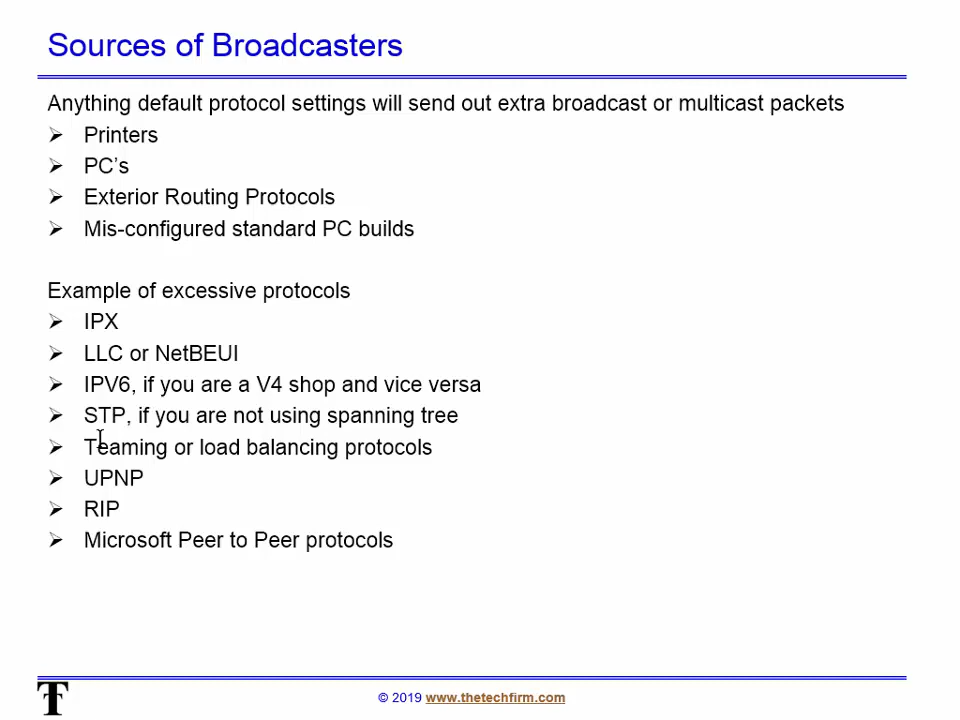 Sources of Broadcasters
Anything default protocol settings will send out extra broadcast or multicast packets
Printers
PC's
Exterior Routing Protocols
Mis-configured standard PC builds
Example of excessive protocols
IPX
LLC or NetBEUI
IPV6, if you are a V4 shop and vice versa
STP, if you are not using spanning tree
Teaming or load balancing protocols
UPNP
RIP
Microsoft Peer to Peer protocols
T
© 2019 www.thetechfirm.com